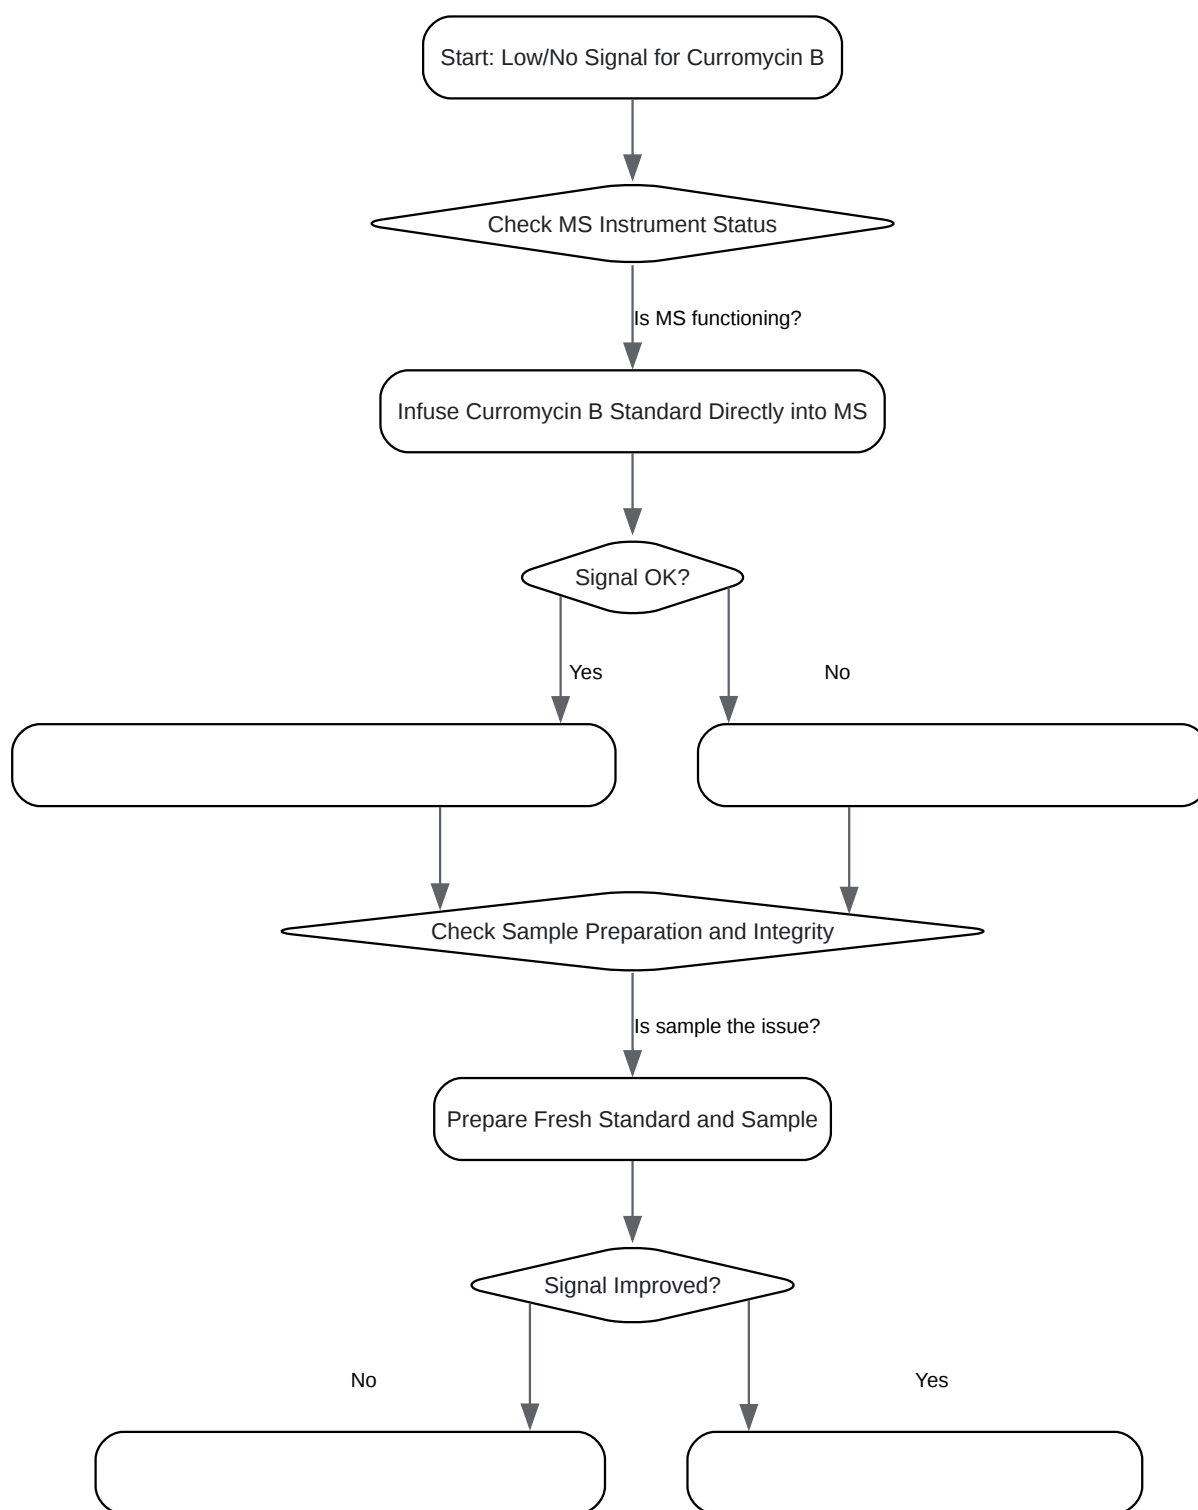 Start: Low/No Signal for Curromycin B
Check MS Instrument Status
Is MS functioning?
Infuse Curromycin B Standard Directly into MS
Signal OK?
Yes
No
Check Sample Preparation and Integrity
Is sample the issue?
Prepare Fresh Standard and Sample
Signal Improved?
No
Yes